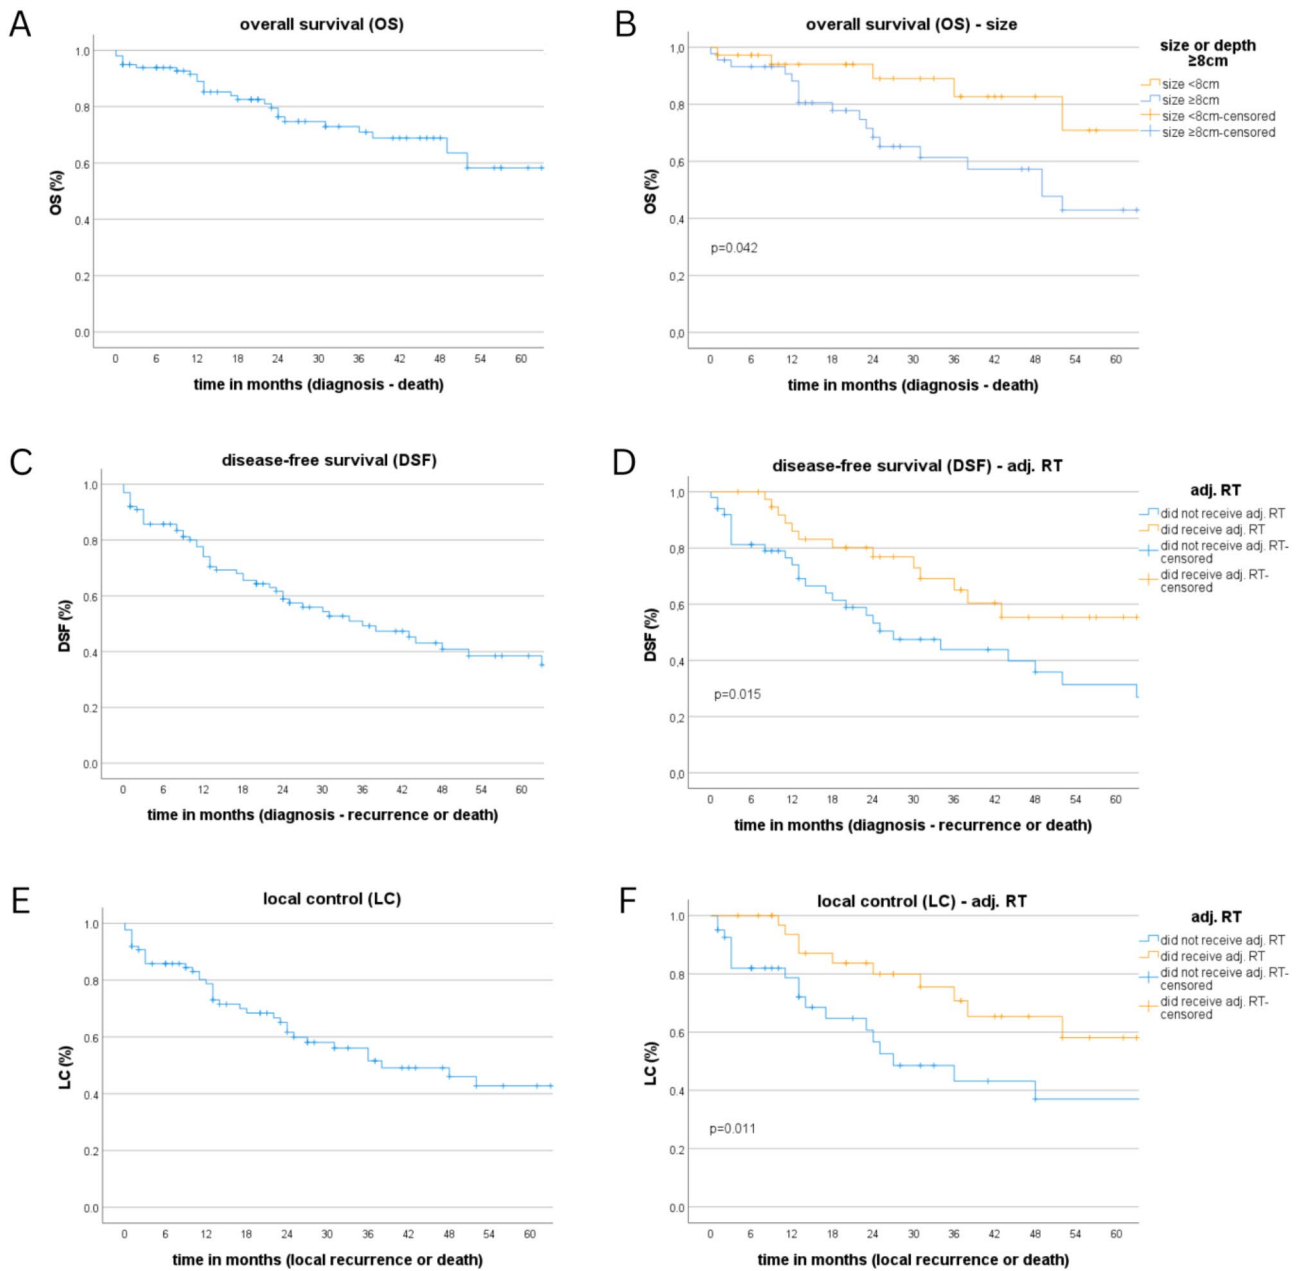 A
overall survival (OS)
1.0
0.8
0.6
0.4
0.2
0.0
OS (%)
0 6 12 18 24 30 36 42 48 54 60
time in months (diagnosis - death)
B
overall survival (OS) - size
1.0
0.8
0.6
0.4
0,2
0,0
OS (%)
p=0.042
0 6 12 18 24 30 36 42 48 54 60
time in months (diagnosis - death)
size or depth
≥8cm
size <8cm
size ≥8cm
size <8cm-censored
size ≥8cm-censored
C
disease-free survival (DSF)
1.0
0.8
0.6
0.4
0.2
0.0
DSF (%)
0 6 12 18 24 30 36 42 48 54 60
time in months (diagnosis - recurrence or death)
D
disease-free survival (DSF) - adj. RT
1.0
0.8
0.6
0.4
0,2
0,0
DSF (%)
p=0.015
0 6 12 18 24 30 36 42 48 54 60
time in months (diagnosis - recurrence or death)
adj. RT
did not receive adj. RT
did receive adj. RT
did not receive adj. RT-
censored
did receive adj. RT-
censored
E
local control (LC)
1.0
0.8
0.6
0.4
0.2
0.0
LC (%)
0 6 12 18 24 30 36 42 48 54 60
time in months (local recurrence or death)
F
local control (LC) - adj. RT
1.0
0.8
0.6
0.4
0.2
0.0
LC (%)
p=0.011
0 6 12 18 24 30 36 42 48 54 60
time in months (local recurrence or death)
adj. RT
did not receive adj. RT
did receive adj. RT
did not receive adj. RT-
censored
did receive adj. RT-
censored